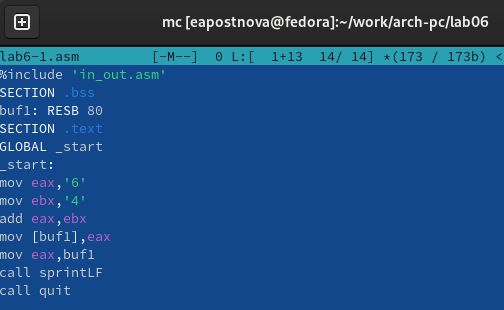 mc [eapostnova@fedora]:~/work/arch-pc/lab06
lab6-1.asm [-M--] 0 L:[ 1+13 14/ 14] *(173 / 173b) <
%include 'in_out.asm'
SECTION .bss
buf1: RESB 80
SECTION .text
GLOBAL _start
_start:
mov eax,'6'
mov ebx,'4'
add eax,ebx
mov [buf1],eax
mov eax,buf1
call sprintLF
call quit